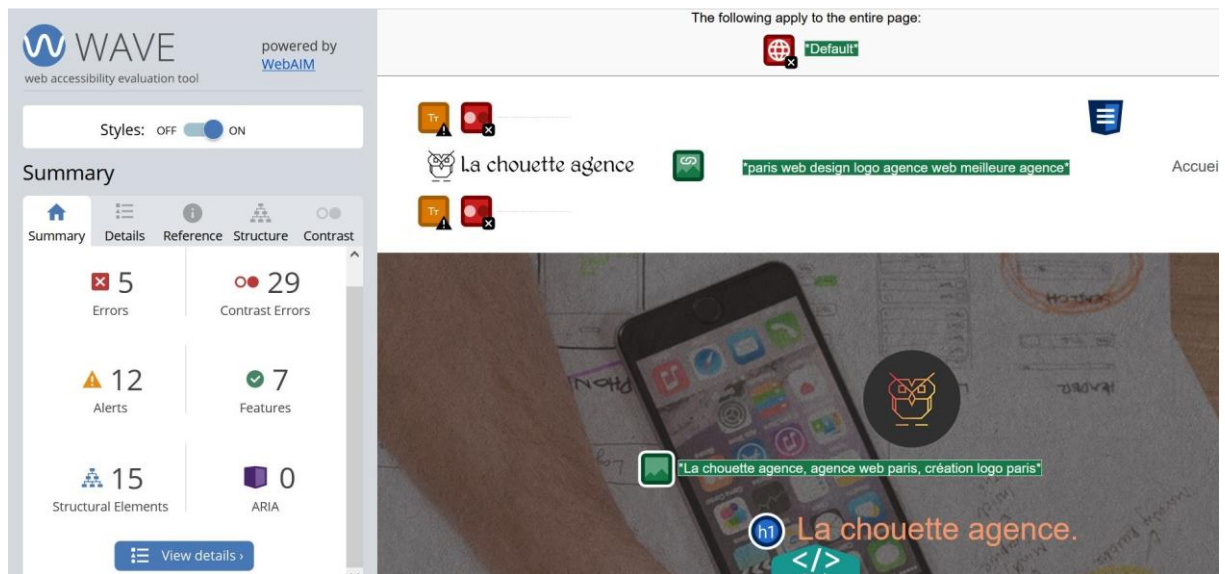 WAVE
powered by
WebAIM
web accessibility evaluation tool
Styles: OFF ON
Summary
Summary Details Reference Structure Contrast
5
Errors
29
Contrast Errors
12
Alerts
7
Features
15
Structural Elements
0
ARIA
View details ›
The following apply to the entire page:
*Default*
La chouette agence
*paris web design logo agence web meilleure agence*
Accuei
SEARCH
HEADER
*La chouette agence, agence web paris, création logo paris*
h1 La chouette agence.
</>